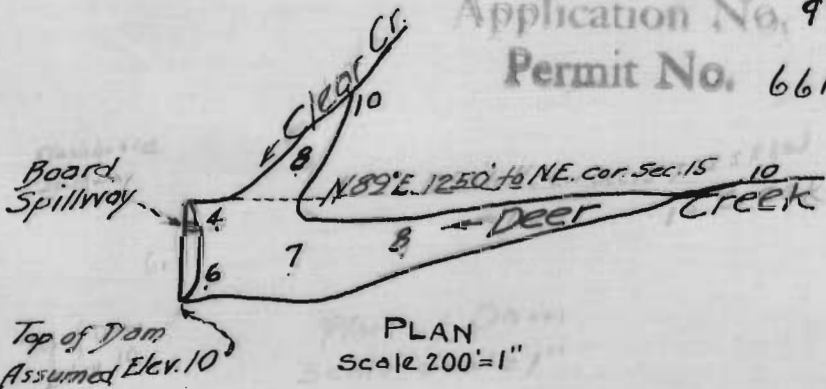 Application No. 9
Permit No. 661
Clear Cr.
10
8
Board
Spillway
N.89°E. 1250' to NE. cor. Sec. 15
10
4
Deer Creek
8
7
6
Top of Dam
Assumed Elev. 10
PLAN
Scale 200'=1"